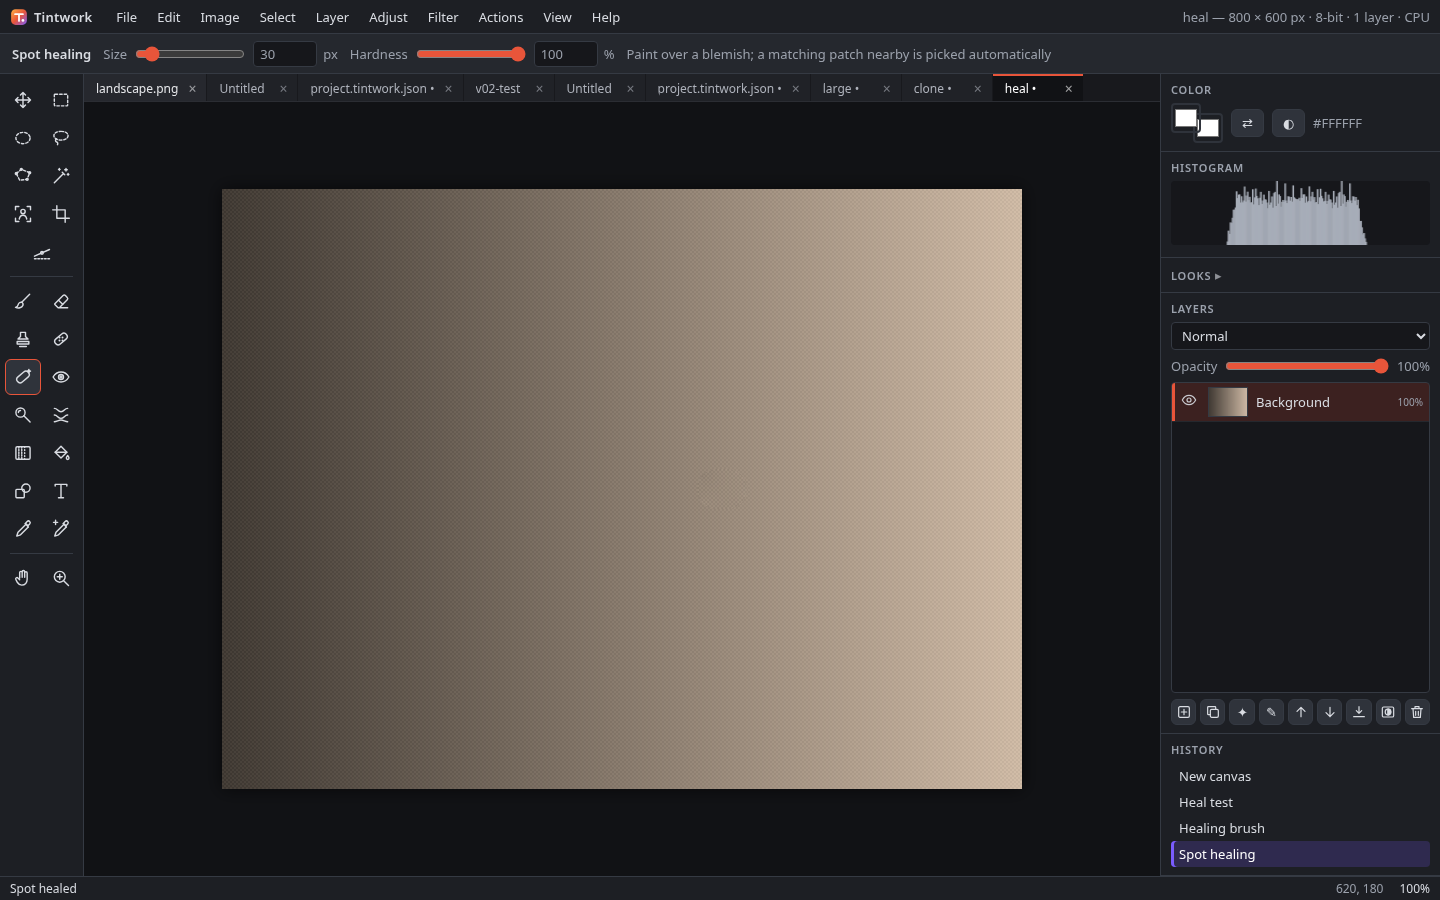 Tintwork File Edit Image Select Layer Adjust Filter Actions View Help heal — 800 × 600 px · 8-bit · 1 layer · CPU
Spot healing Size 30 px Hardness 100 % Paint over a blemish; a matching patch nearby is picked automatically
landscape.png × Untitled × project.tintwork.json • × v02-test × Untitled × project.tintwork.json • × large • × clone • × heal • ×
COLOR
#FFFFFF
HISTOGRAM
LOOKS ▸
LAYERS
Normal
Opacity 100%
Background 100%
HISTORY
New canvas
Heal test
Healing brush
Spot healing
Spot healed 620, 180 100%